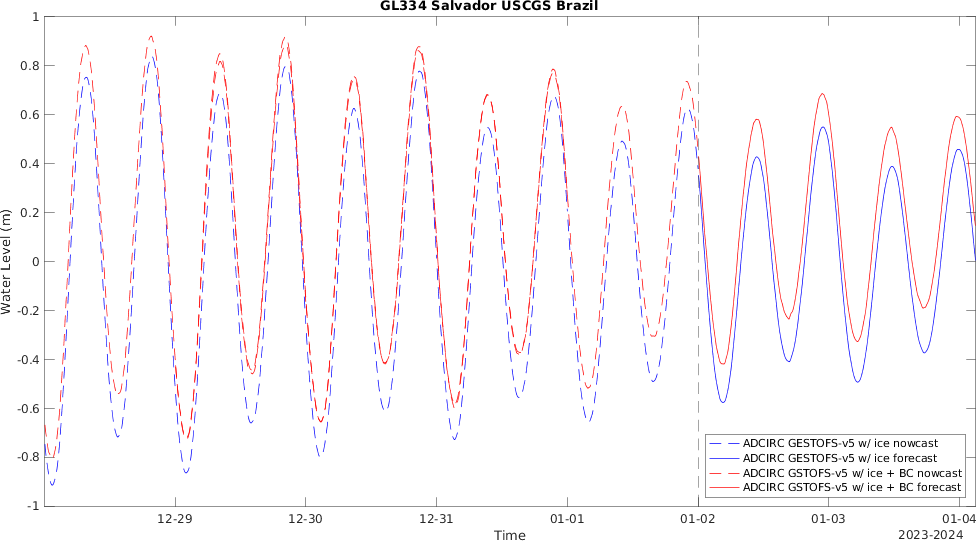 GL334 Salvador USCGS Brazil
1
0.8
0.6
0.4
0.2
0
-0.2
-0.4
-0.6
-0.8
-1
Water Level (m)
ADCIRC GESTOFS-v5 w/ ice nowcast
ADCIRC GESTOFS-v5 w/ ice forecast
ADCIRC GSTOFS-v5 w/ ice + BC nowcast
ADCIRC GSTOFS-v5 w/ ice + BC forecast
12-29 12-30 12-31 01-01 01-02 01-03 01-04
Time
2023-2024